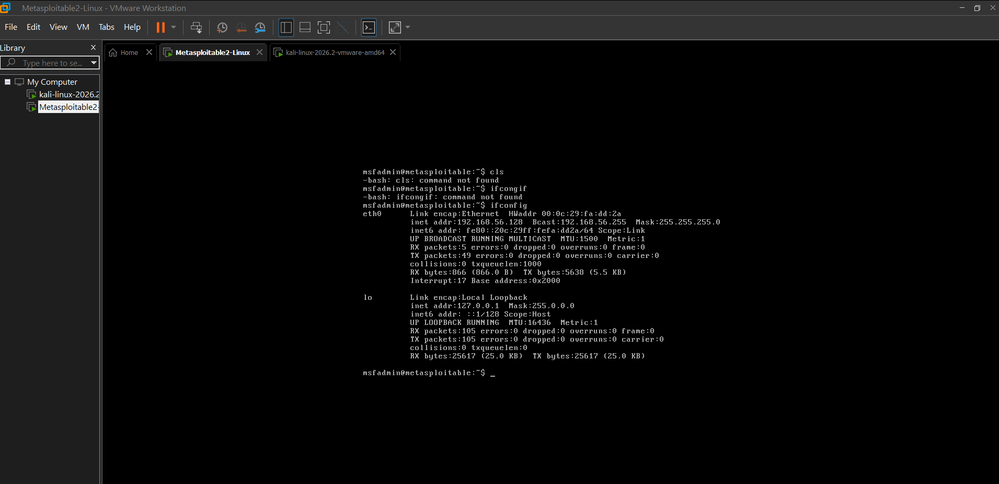 Metasploitable2-Linux - VMware Workstation
File Edit View VM Tabs Help
Library
Type here to se...
My Computer
kali-linux-2026.2
Metasploitable2-
Home Metasploitable2-Linux kali-linux-2026.2-vmware-amd64
msfadmin@metasploitable:~$ cls
-bash: cls: command not found
msfadmin@metasploitable:~$ ifcongif
-bash: ifcongif: command not found
msfadmin@metasploitable:~$ ifconfig
eth0      Link encap:Ethernet  HWaddr 00:0c:29:fa:dd:2a
          inet addr:192.168.56.128  Bcast:192.168.56.255  Mask:255.255.255.0
          inet6 addr: fe80::20c:29ff:fefa:dd2a/64 Scope:Link
          UP BROADCAST RUNNING MULTICAST  MTU:1500  Metric:1
          RX packets:5 errors:0 dropped:0 overruns:0 frame:0
          TX packets:49 errors:0 dropped:0 overruns:0 carrier:0
          collisions:0 txqueuelen:1000
          RX bytes:866 (866.0 B)  TX bytes:5638 (5.5 KB)
          Interrupt:17 Base address:0x2000
lo        Link encap:Local Loopback
          inet addr:127.0.0.1  Mask:255.0.0.0
          inet6 addr: ::1/128 Scope:Host
          UP LOOPBACK RUNNING  MTU:16436  Metric:1
          RX packets:105 errors:0 dropped:0 overruns:0 frame:0
          TX packets:105 errors:0 dropped:0 overruns:0 carrier:0
          collisions:0 txqueuelen:0
          RX bytes:25617 (25.0 KB)  TX bytes:25617 (25.0 KB)
msfadmin@metasploitable:~$ _